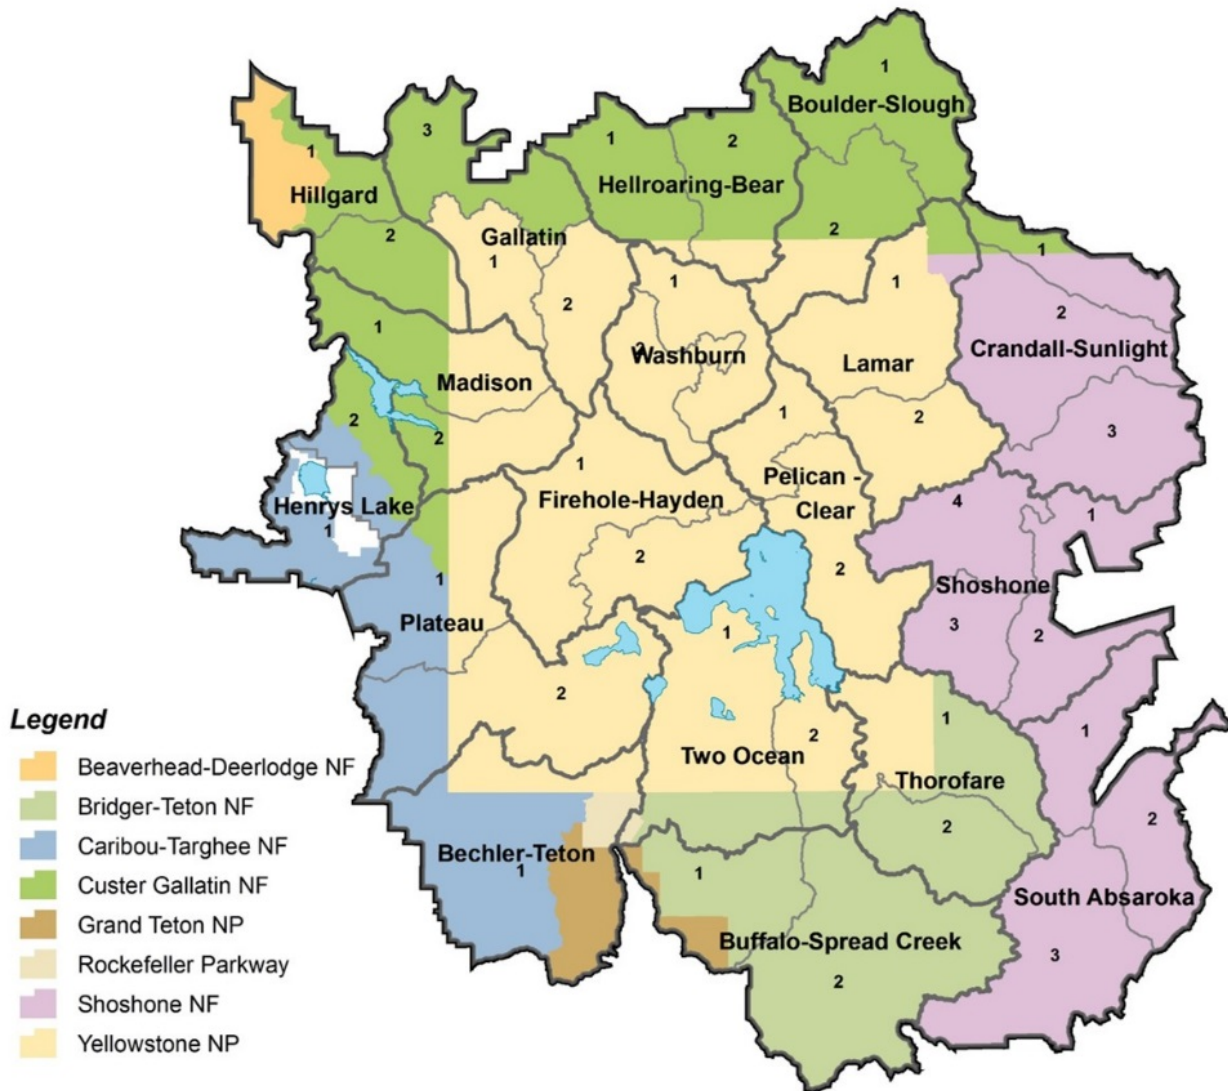 1
Boulder-Slough
3
1
2
1
Hillgard
Hellroaring-Bear
2
Gallatin
2
1
1
1
1
2
2
1
Washburn
2
Crandall-Sunlight
Madison
Lamar
1
2
2
2
3
1
Pelican -
Clear
Firehole-Hayden
Henrys Lake
4
1
1
2
2
1
Shoshone
Plateau
3
2
1
2
1
1
2
Two Ocean
Thorofare
2
2
Bechler-Teton
1
1
South Absaroka
Buffalo-Spread Creek
2
3
Legend
Beaverhead-Deerlodge NF
Bridger-Teton NF
Caribou-Targhee NF
Custer Gallatin NF
Grand Teton NP
Rockefeller Parkway
Shoshone NF
Yellowstone NP